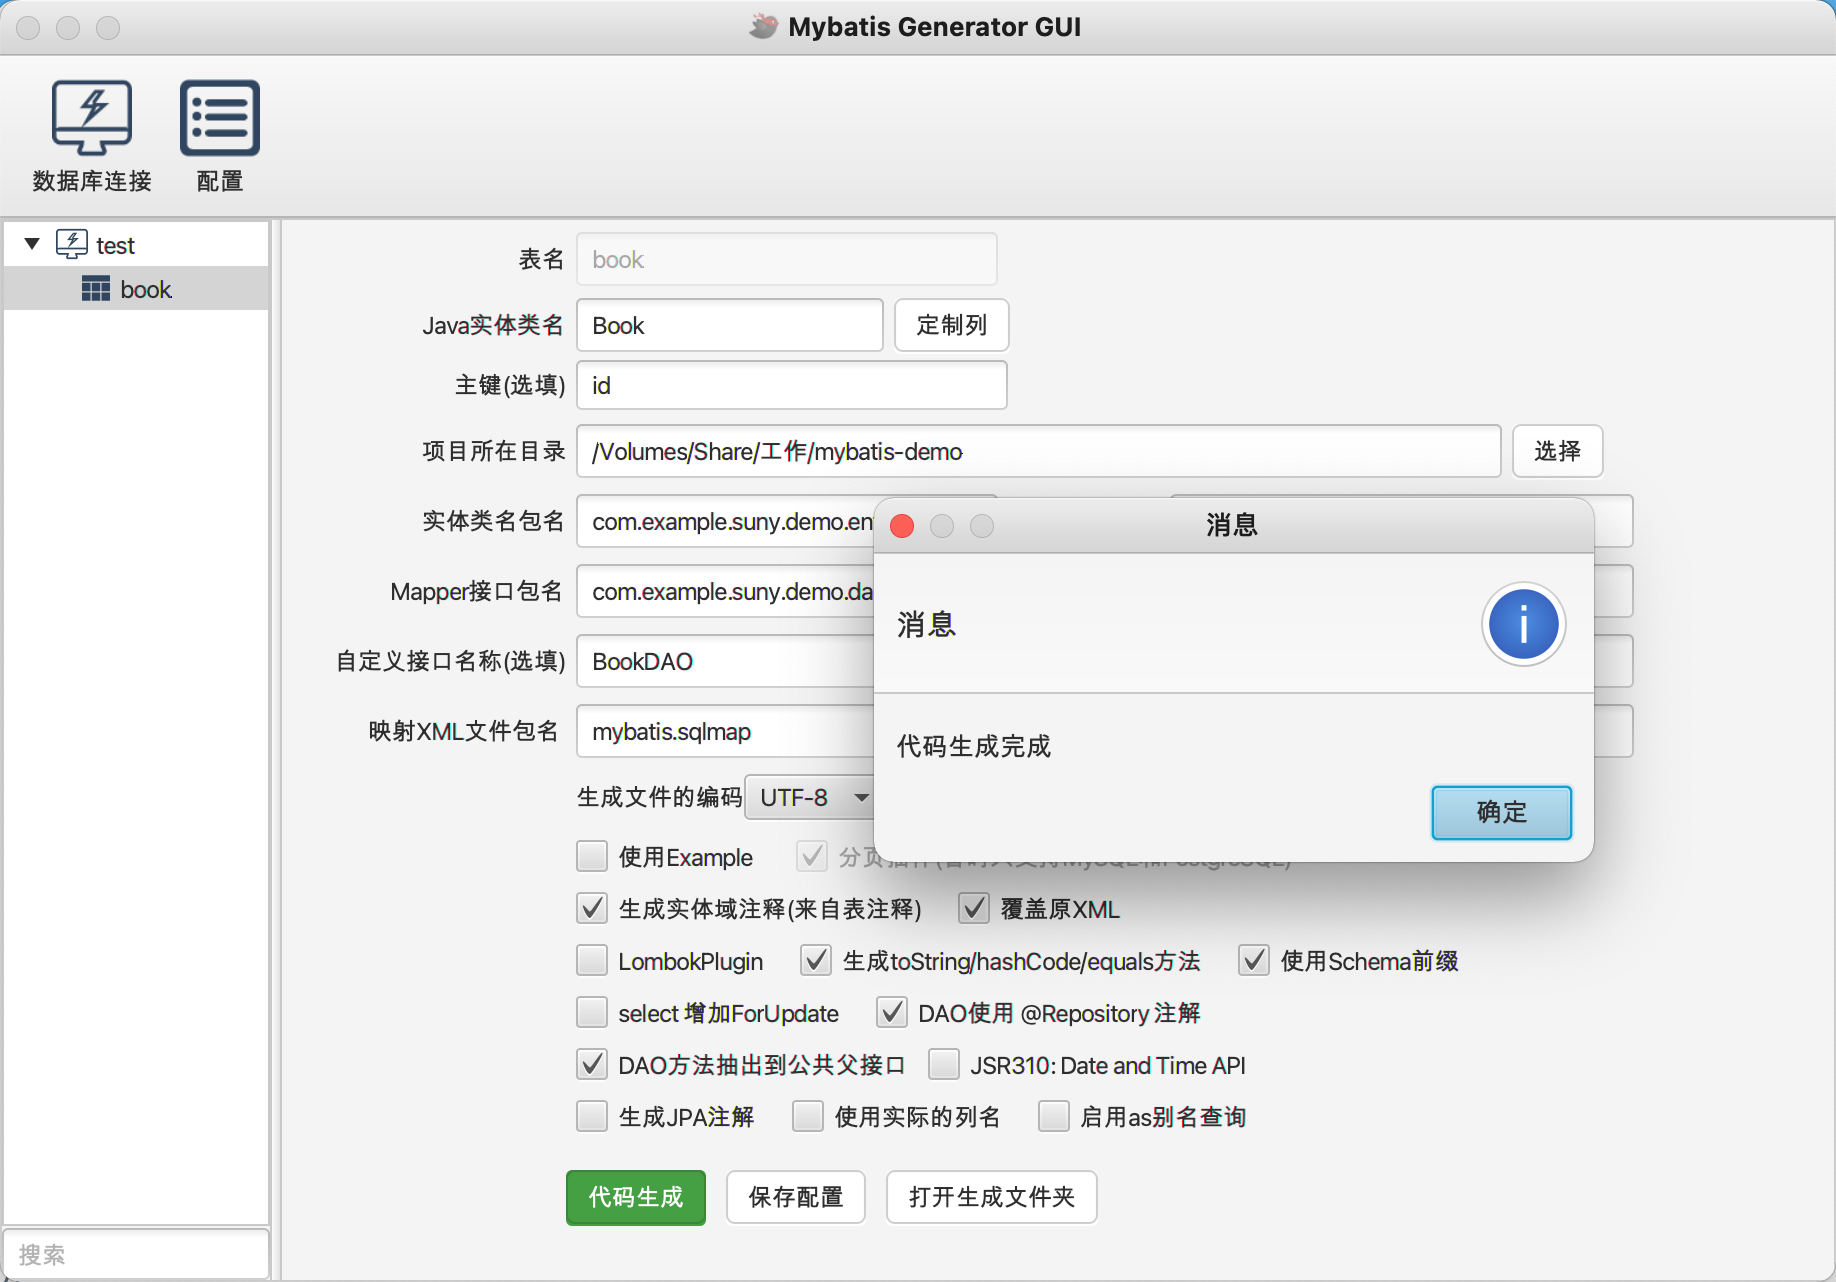 Mybatis Generator GUI
数据库连接 配置
test
book
表名 book
Java实体类名 Book 定制列
主键(选填) id
项目所在目录 /Volumes/Share/工作/mybatis-demo 选择
实体类名包名 com.example.suny.demo.en
Mapper接口包名 com.example.suny.demo.da
自定义接口名称(选填) BookDAO
映射XML文件包名 mybatis.sqlmap
消息
消息
代码生成完成
确定
生成文件的编码 UTF-8
使用Example
生成实体域注释(来自表注释) 覆盖原XML
LombokPlugin 生成toString/hashCode/equals方法 使用Schema前缀
select 增加ForUpdate DAO使用 @Repository 注解
DAO方法抽出到公共父接口 JSR310: Date and Time API
生成JPA注解 使用实际的列名 启用as别名查询
代码生成 保存配置 打开生成文件夹
搜索